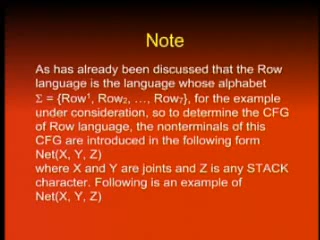 Note
As has already been discussed that the Row
language is the language whose alphabet
Σ = {Row¹, Row₂, …, Row₇}, for the example
under consideration, so to determine the CFG
of Row language, the nonterminals of this
CFG are introduced in the following form
Net(X, Y, Z)
where X and Y are joints and Z is any STACK
character. Following is an example of
Net(X, Y, Z)